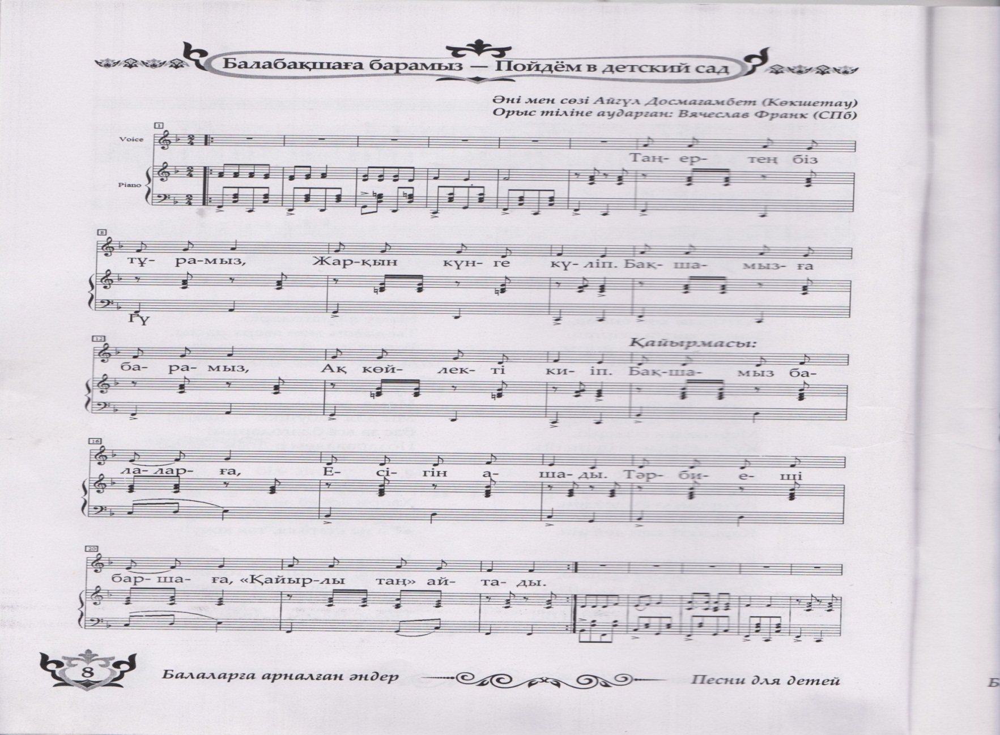 Балабақшаға барамыз — Пойдём в детский сад
Әні мен сөзі Айгүл Досмағамбет (Көкшетау)
Орыс тіліне аударған: Вячеслав Франк (СПб)
1
Voice
Таң- ер- тең біз
Piano
8
тұ- ра-мыз, Жар-қын күн- ге кү- ліп. Бақ- ша- мыз- ға
Гү
12
Қайырмасы:
ба- ра- мыз, Ақ көй- лек- ті ки- іп. Бақ-ша- мыз ба-
16
ла- лар- ға, Е- сі- гін а- ша- ды. Тәр- би- е- ші
20
бар- ша- ға, «Қайыр-лы таң» ай- та- ды.
8 Балаларға арналған әндер Песни для детей
Б